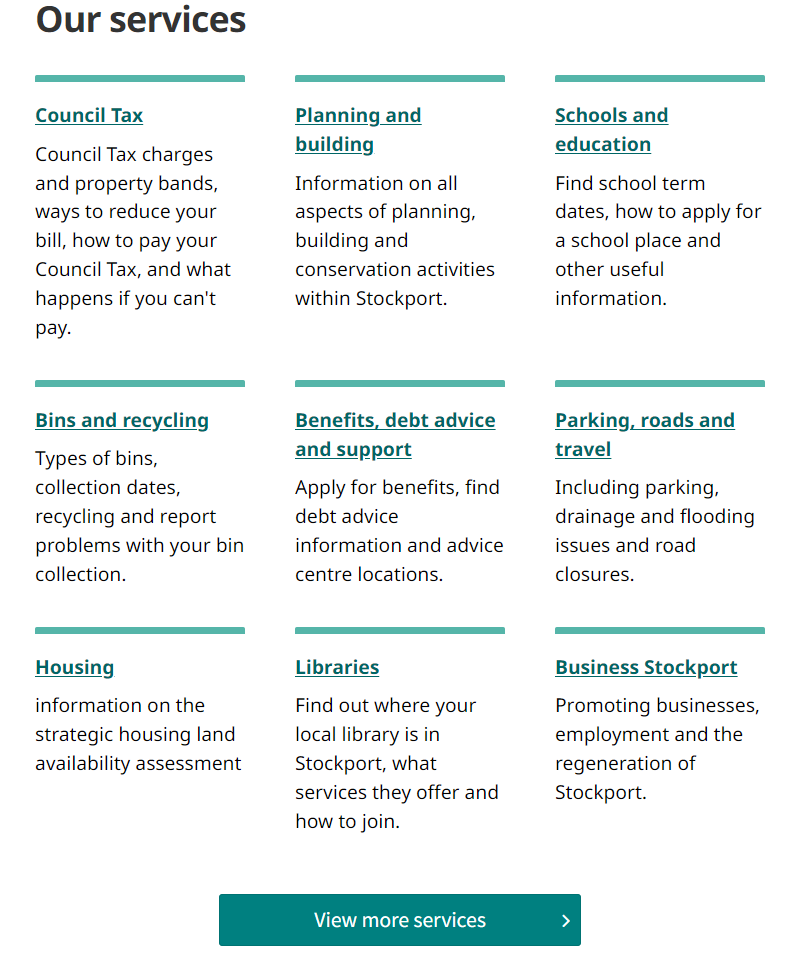 Our services
Council Tax
Council Tax charges
and property bands,
ways to reduce your
bill, how to pay your
Council Tax, and what
happens if you can't
pay.
Planning and
building
Information on all
aspects of planning,
building and
conservation activities
within Stockport.
Schools and
education
Find school term
dates, how to apply for
a school place and
other useful
information.
Bins and recycling
Types of bins,
collection dates,
recycling and report
problems with your bin
collection.
Benefits, debt advice
and support
Apply for benefits, find
debt advice
information and advice
centre locations.
Parking, roads and
travel
Including parking,
drainage and flooding
issues and road
closures.
Housing
information on the
strategic housing land
availability assessment
Libraries
Find out where your
local library is in
Stockport, what
services they offer and
how to join.
Business Stockport
Promoting businesses,
employment and the
regeneration of
Stockport.
View more services